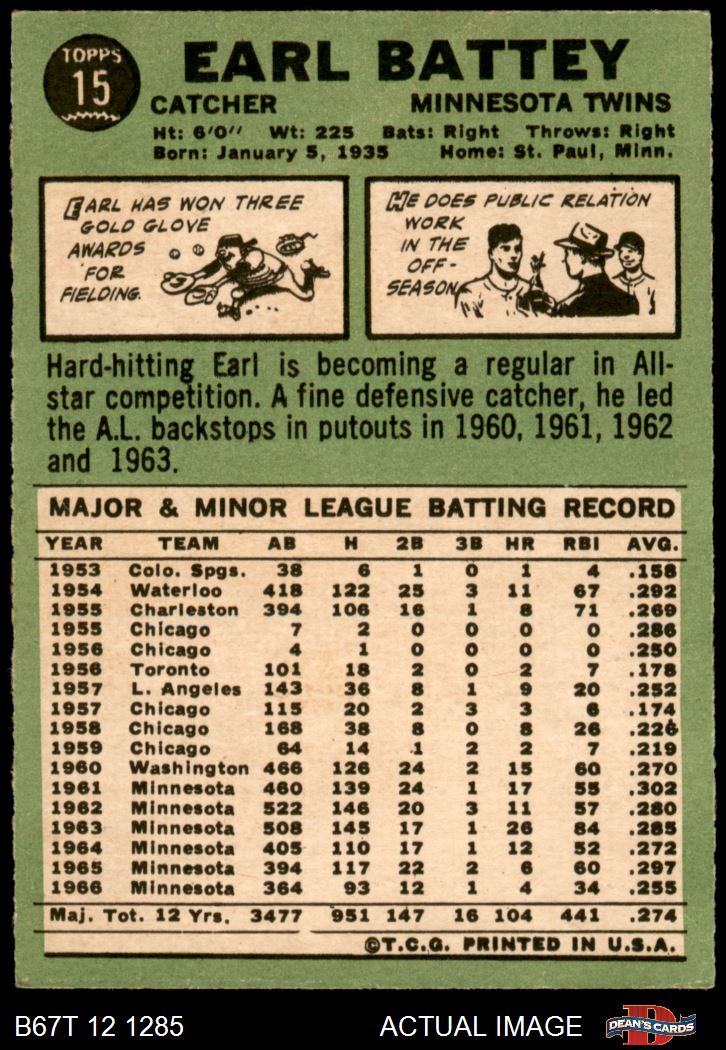 TOPPS
15
EARL BATTEY
CATCHER MINNESOTA TWINS
Ht: 6'0" Wt: 225 Bats: Right Throws: Right
Born: January 5, 1935 Home: St. Paul, Minn.
EARL HAS WON THREE
GOLD GLOVE
AWARDS
FOR
FIELDING.
HE DOES PUBLIC RELATION
WORK
IN THE
OFF-
SEASON
Hard-hitting Earl is becoming a regular in All-
star competition. A fine defensive catcher, he led
the A.L. backstops in putouts in 1960, 1961, 1962
and 1963.
MAJOR & MINOR LEAGUE BATTING RECORD
YEAR TEAM AB H 2B 3B HR RBI AVG.
1953 Colo. Spgs. 38 6 1 0 1 4 .158
1954 Waterloo 418 122 25 3 11 67 .292
1955 Charleston 394 106 16 1 8 71 .269
1955 Chicago 7 2 0 0 0 0 .286
1956 Chicago 4 1 0 0 0 0 .250
1956 Toronto 101 18 2 0 2 7 .178
1957 L. Angeles 143 36 8 1 9 20 .252
1957 Chicago 115 20 2 3 3 6 .174
1958 Chicago 168 38 8 0 8 26 .226
1959 Chicago 64 14 1 2 2 7 .219
1960 Washington 466 126 24 2 15 60 .270
1961 Minnesota 460 139 24 1 17 55 .302
1962 Minnesota 522 146 20 3 11 57 .280
1963 Minnesota 508 145 17 1 26 84 .285
1964 Minnesota 405 110 17 1 12 52 .272
1965 Minnesota 394 117 22 2 6 60 .297
1966 Minnesota 364 93 12 1 4 34 .255
Maj. Tot. 12 Yrs. 3477 951 147 16 104 441 .274
©T.C.G. PRINTED IN U.S.A.
B67T 12 1285 ACTUAL IMAGE DEAN'S CARDS